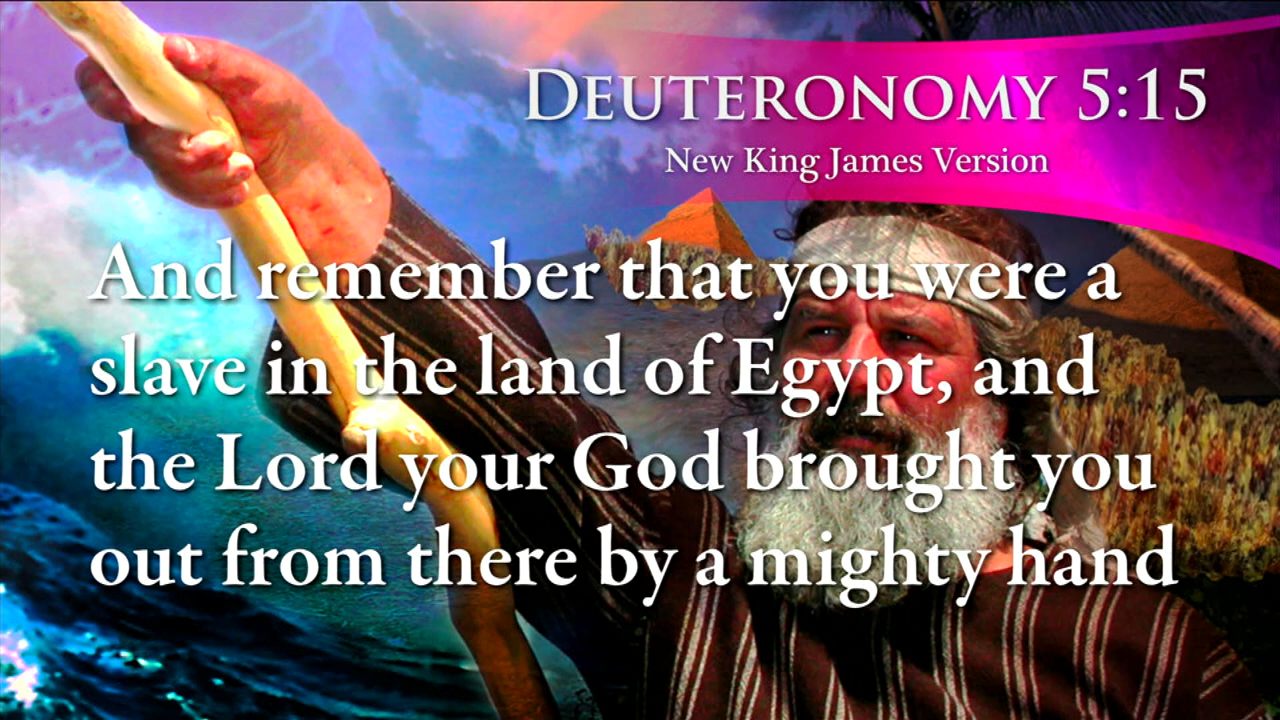 DEUTERONOMY 5:15
New King James Version
And remember that you were a
slave in the land of Egypt, and
the Lord your God brought you
out from there by a mighty hand